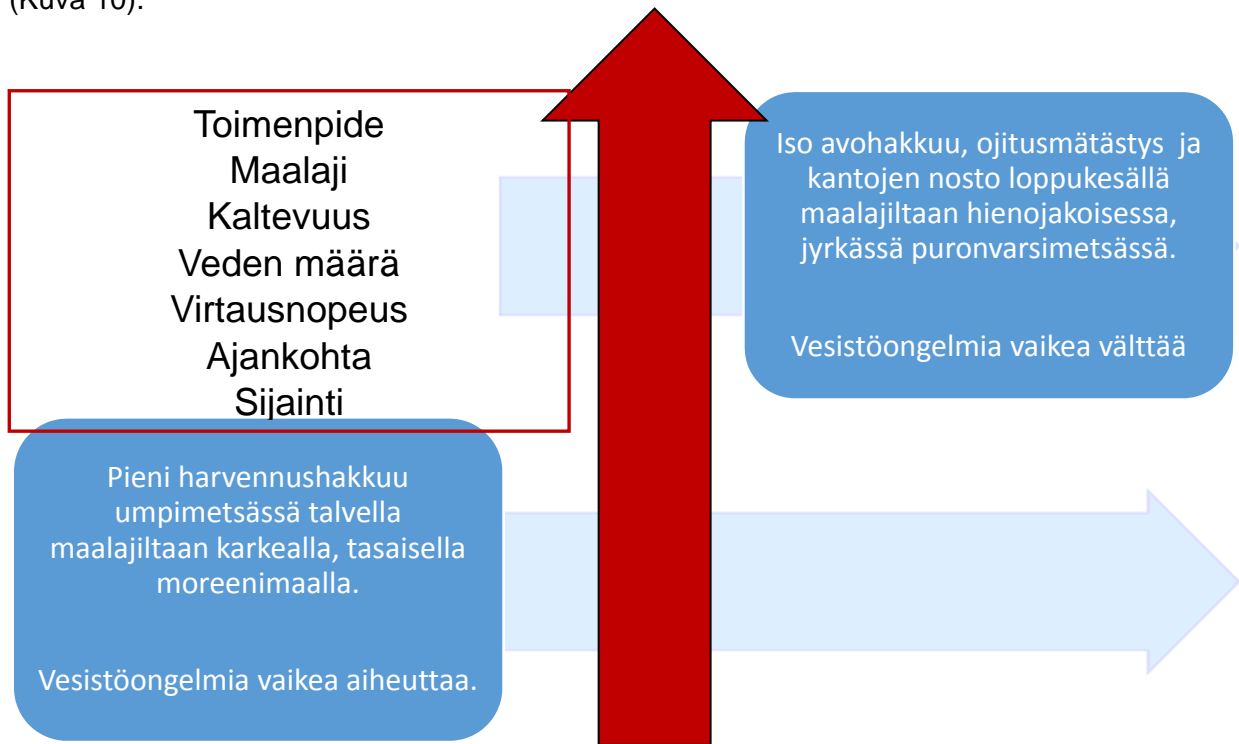 (Kuva 10).
Toimenpide
Maalaji
Kaltevuus
Veden määrä
Virtausnopeus
Ajankohta
Sijainti
Iso avohakkuu, ojitusmätästys ja
kantojen nosto loppukesällä
maalajiltaan hienojakoisessa,
jyrkässä puronvarsimetsässä.
Vesistöongelmia vaikea välttää
Pieni harvennushakkuu
umpimetsässä talvella
maalajiltaan karkealla, tasaisella
moreenimaalla.
Vesistöongelmia vaikea aiheuttaa.